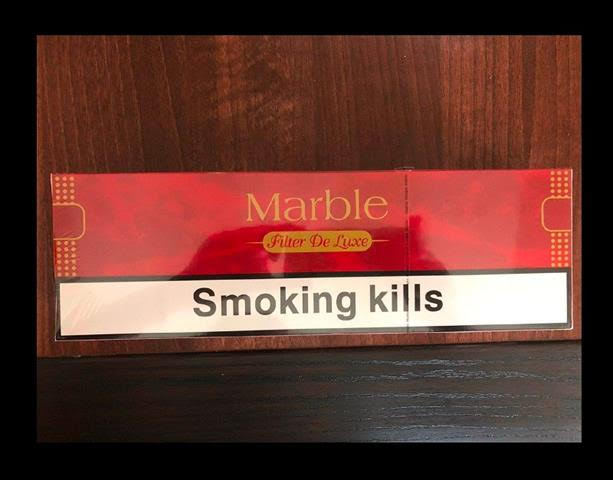 Marble
Filter De Luxe
Smoking kills